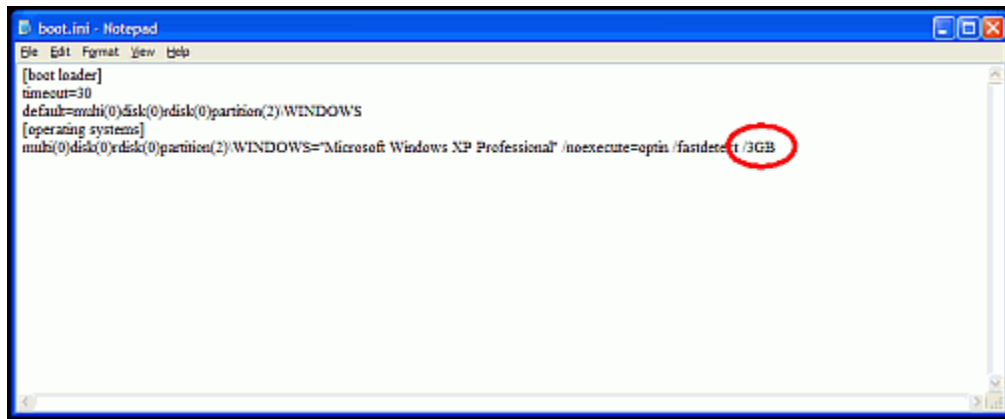 boot.ini - Notepad
File Edit Format View Help
[boot loader]
timeout=30
default=multi(0)disk(0)rdisk(0)partition(2)\WINDOWS
[operating systems]
multi(0)disk(0)rdisk(0)partition(2)\WINDOWS="Microsoft Windows XP Professional" /noexecute=optin /fastdetect /3GB